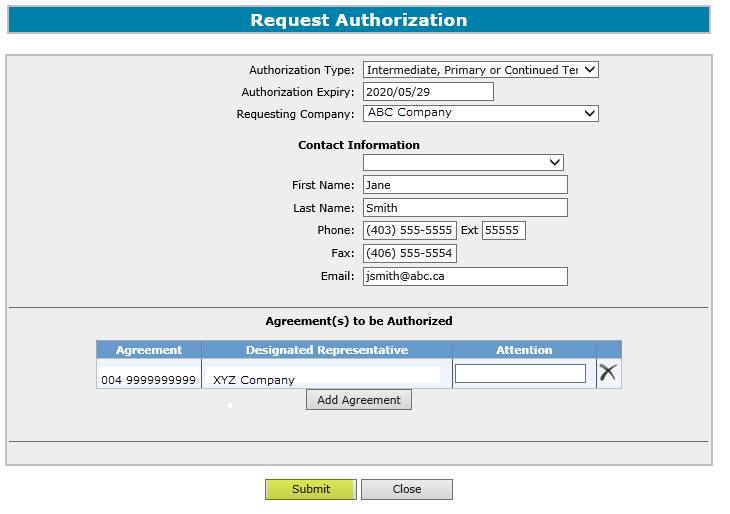 Request Authorization
Authorization Type: Intermediate, Primary or Continued Ter
Authorization Expiry: 2020/05/29
Requesting Company: ABC Company
Contact Information
First Name: Jane
Last Name: Smith
Phone: (403) 555-5555 Ext 55555
Fax: (406) 555-5554
Email: jsmith@abc.ca
Agreement(s) to be Authorized
Agreement Designated Representative Attention
004 9999999999 XYZ Company
Add Agreement
Submit Close